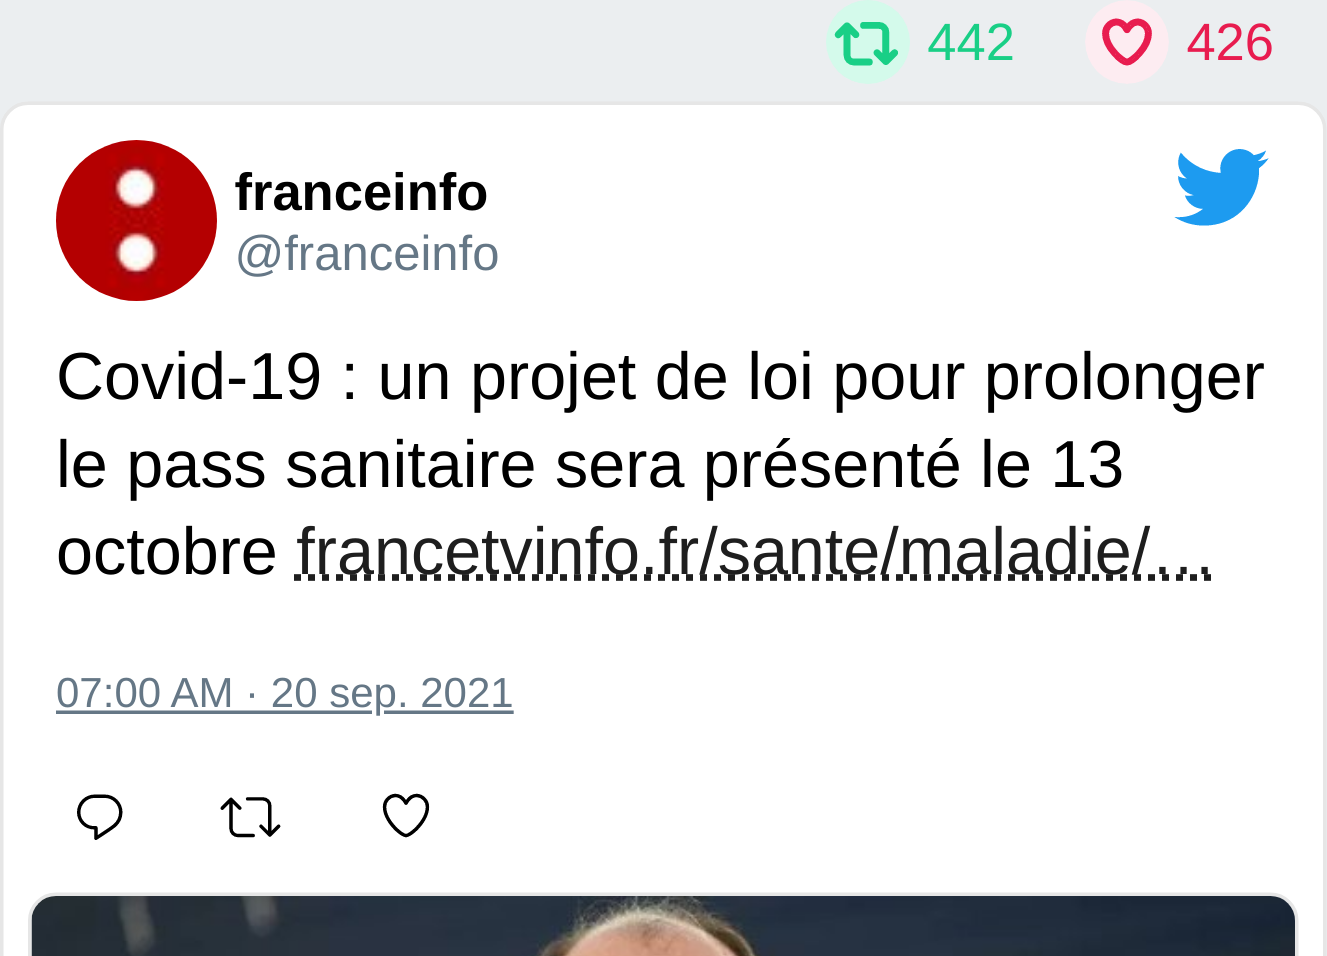 442 426
franceinfo
@franceinfo
Covid-19 : un projet de loi pour prolonger
le pass sanitaire sera présenté le 13
octobre francetvinfo.fr/sante/maladie/...
07:00 AM · 20 sep. 2021